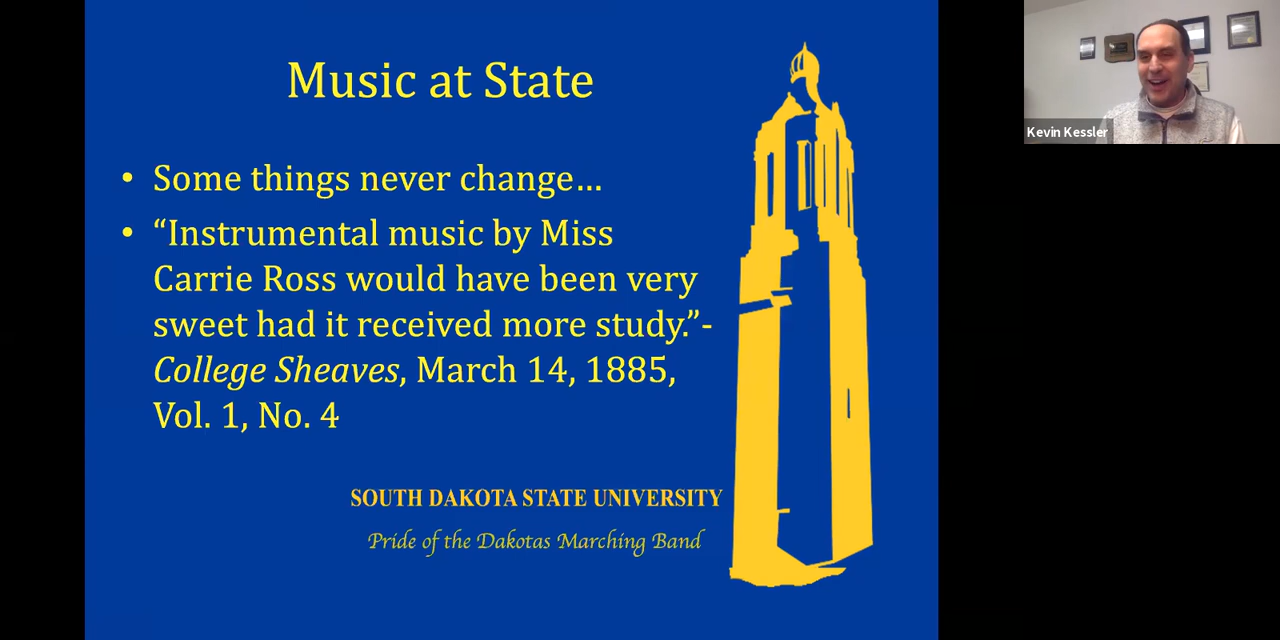 Music at State
• Some things never change...
• “Instrumental music by Miss
Carrie Ross would have been very
sweet had it received more study.”-
College Sheaves, March 14, 1885,
Vol. 1, No. 4
SOUTH DAKOTA STATE UNIVERSITY
Pride of the Dakotas Marching Band
Kevin Kessler